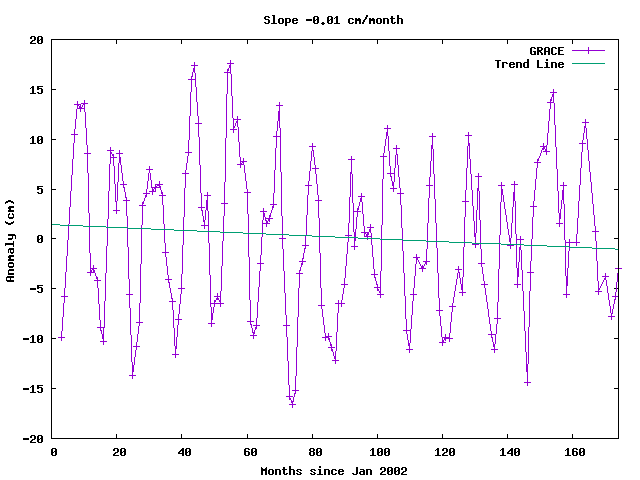 Slope -0.01 cm/month
GRACE
Trend Line
20
15
10
5
0
-5
-10
-15
-20
Anomaly (cm)
0 20 40 60 80 100 120 140 160
Months since Jan 2002